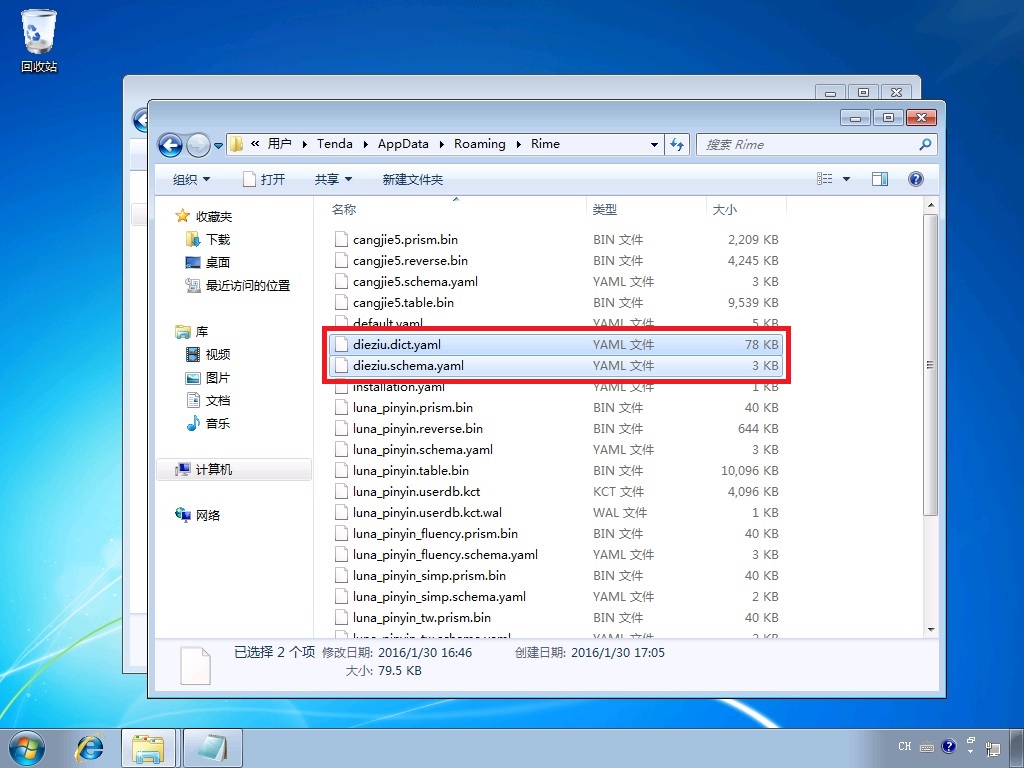 回收站
« 用户 Tenda AppData Roaming Rime
搜索 Rime
组织 打开 共享 新建文件夹
名称 类型 大小
收藏夹
下载
桌面
最近访问的位置
库
视频
图片
文档
音乐
计算机
网络
cangjie5.prism.bin BIN 文件 2,209 KB
cangjie5.reverse.bin BIN 文件 4,245 KB
cangjie5.schema.yaml YAML 文件 3 KB
cangjie5.table.bin BIN 文件 9,539 KB
default.yaml YAML 文件 5 KB
dieziu.dict.yaml YAML 文件 78 KB
dieziu.schema.yaml YAML 文件 3 KB
installation.yaml YAML 文件 1 KB
luna_pinyin.prism.bin BIN 文件 40 KB
luna_pinyin.reverse.bin BIN 文件 644 KB
luna_pinyin.schema.yaml YAML 文件 3 KB
luna_pinyin.table.bin BIN 文件 10,096 KB
luna_pinyin.userdb.kct KCT 文件 4,096 KB
luna_pinyin.userdb.kct.wal WAL 文件 1 KB
luna_pinyin_fluency.prism.bin BIN 文件 40 KB
luna_pinyin_fluency.schema.yaml YAML 文件 3 KB
luna_pinyin_simp.prism.bin BIN 文件 40 KB
luna_pinyin_simp.schema.yaml YAML 文件 2 KB
luna_pinyin_tw.prism.bin BIN 文件 40 KB
luna_pinyin_tw.schema.yaml YAML 文件 2 KB
已选择 2 个项 修改日期: 2016/1/30 16:46 创建日期: 2016/1/30 17:05
大小: 79.5 KB
CH